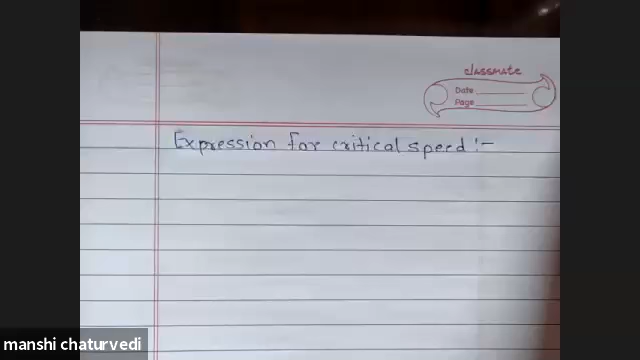 classmate
Date
Page
Expression for critical speed :-
manshi chaturvedi